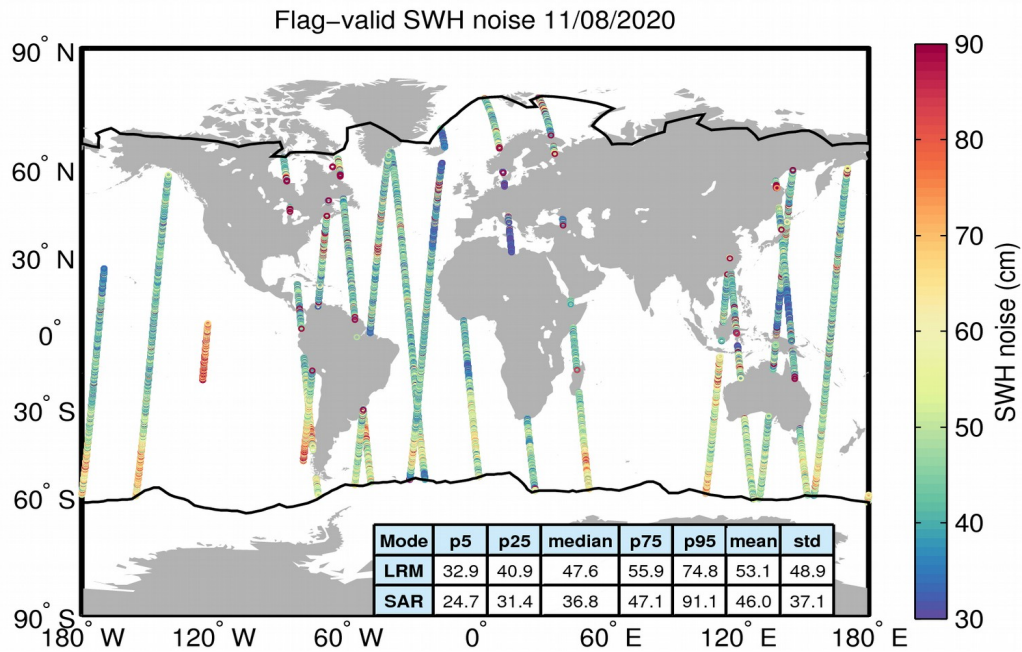 Flag−valid SWH noise 11/08/2020
90° N
60° N
30° N
0°
30° S
60° S
90° S
180° W
120° W
60° W
0°
60° E
120° E
180° E
Mode p5 p25 median p75 p95 mean std
LRM 32.9 40.9 47.6 55.9 74.8 53.1 48.9
SAR 24.7 31.4 36.8 47.1 91.1 46.0 37.1
90
80
70
60
50
40
30
SWH noise (cm)